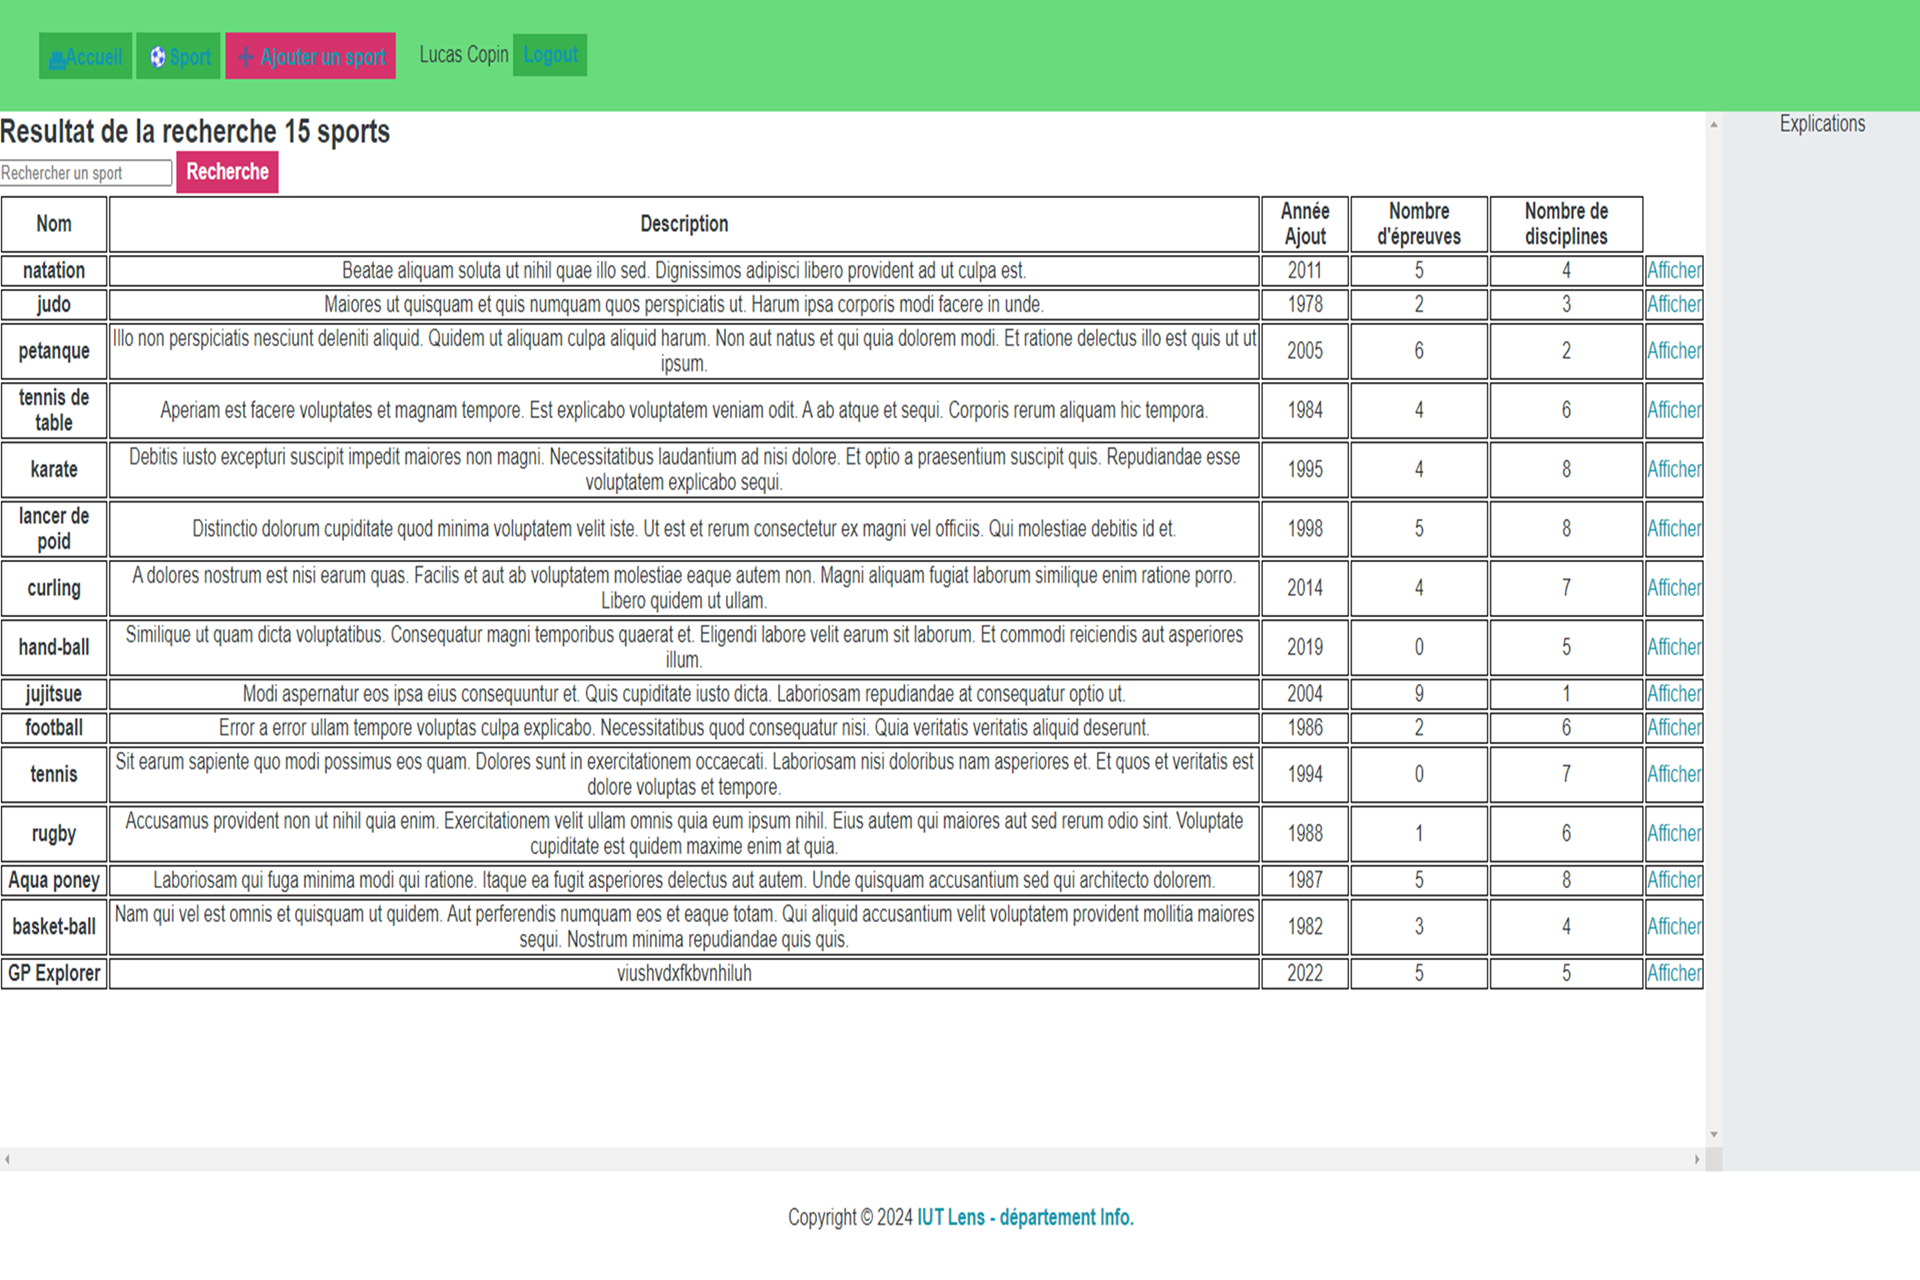 Accueil Sport Ajouter un sport Lucas Copin Logout
Resultat de la recherche 15 sports
Explications
Rechercher un sport Recherche
Nom Description Année Ajout Nombre d'épreuves Nombre de disciplines
natation Beatae aliquam soluta ut nihil quae illo sed. Dignissimos adipisci libero provident ad ut culpa est. 2011 5 4 Afficher
judo Maiores ut quisquam et quis numquam quos perspiciatis ut. Harum ipsa corporis modi facere in unde. 1978 2 3 Afficher
petanque Illo non perspiciatis nesciunt deleniti aliquid. Quidem ut aliquam culpa aliquid harum. Non aut natus et qui quia dolorem modi. Et ratione delectus illo est quis ut ut ipsum. 2005 6 2 Afficher
tennis de table Aperiam est facere voluptates et magnam tempore. Est explicabo voluptatem veniam odit. A ab atque et sequi. Corporis rerum aliquam hic tempora. 1984 4 6 Afficher
karate Debitis iusto excepturi suscipit impedit maiores non magni. Necessitatibus laudantium ad nisi dolore. Et optio a praesentium suscipit quis. Repudiandae esse voluptatem explicabo sequi. 1995 4 8 Afficher
lancer de poid Distinctio dolorum cupiditate quod minima voluptatem velit iste. Ut est et rerum consectetur ex magni vel officiis. Qui molestiae debitis id et. 1998 5 8 Afficher
curling A dolores nostrum est nisi earum quas. Facilis et aut ab voluptatem molestiae eaque autem non. Magni aliquam fugiat laborum similique enim ratione porro. Libero quidem ut ullam. 2014 4 7 Afficher
hand-ball Similique ut quam dicta voluptatibus. Consequatur magni temporibus quaerat et. Eligendi labore velit earum sit laborum. Et commodi reiciendis aut asperiores illum. 2019 0 5 Afficher
jujitsue Modi aspernatur eos ipsa eius consequuntur et. Quis cupiditate iusto dicta. Laboriosam repudiandae at consequatur optio ut. 2004 9 1 Afficher
football Error a error ullam tempore voluptas culpa explicabo. Necessitatibus quod consequatur nisi. Quia veritatis veritatis aliquid deserunt. 1986 2 6 Afficher
tennis Sit earum sapiente quo modi possimus eos quam. Dolores sunt in exercitationem occaecati. Laboriosam nisi doloribus nam asperiores et. Et quos et veritatis est dolore voluptas et tempore. 1994 0 7 Afficher
rugby Accusamus provident non ut nihil quia enim. Exercitationem velit ullam omnis quia eum ipsum nihil. Eius autem qui maiores aut sed rerum odio sint. Voluptate cupiditate est quidem maxime enim at quia. 1988 1 6 Afficher
Aqua poney Laboriosam qui fuga minima modi qui ratione. Itaque ea fugit asperiores delectus aut autem. Unde quisquam accusantium sed qui architecto dolorem. 1987 5 8 Afficher
basket-ball Nam qui vel est omnis et quisquam ut quidem. Aut perferendis numquam eos et eaque totam. Qui aliquid accusantium velit voluptatem provident mollitia maiores sequi. Nostrum minima repudiandae quis quis. 1982 3 4 Afficher
GP Explorer viushvdxfkbvnhiluh 2022 5 5 Afficher
Copyright © 2024 IUT Lens - département Info.